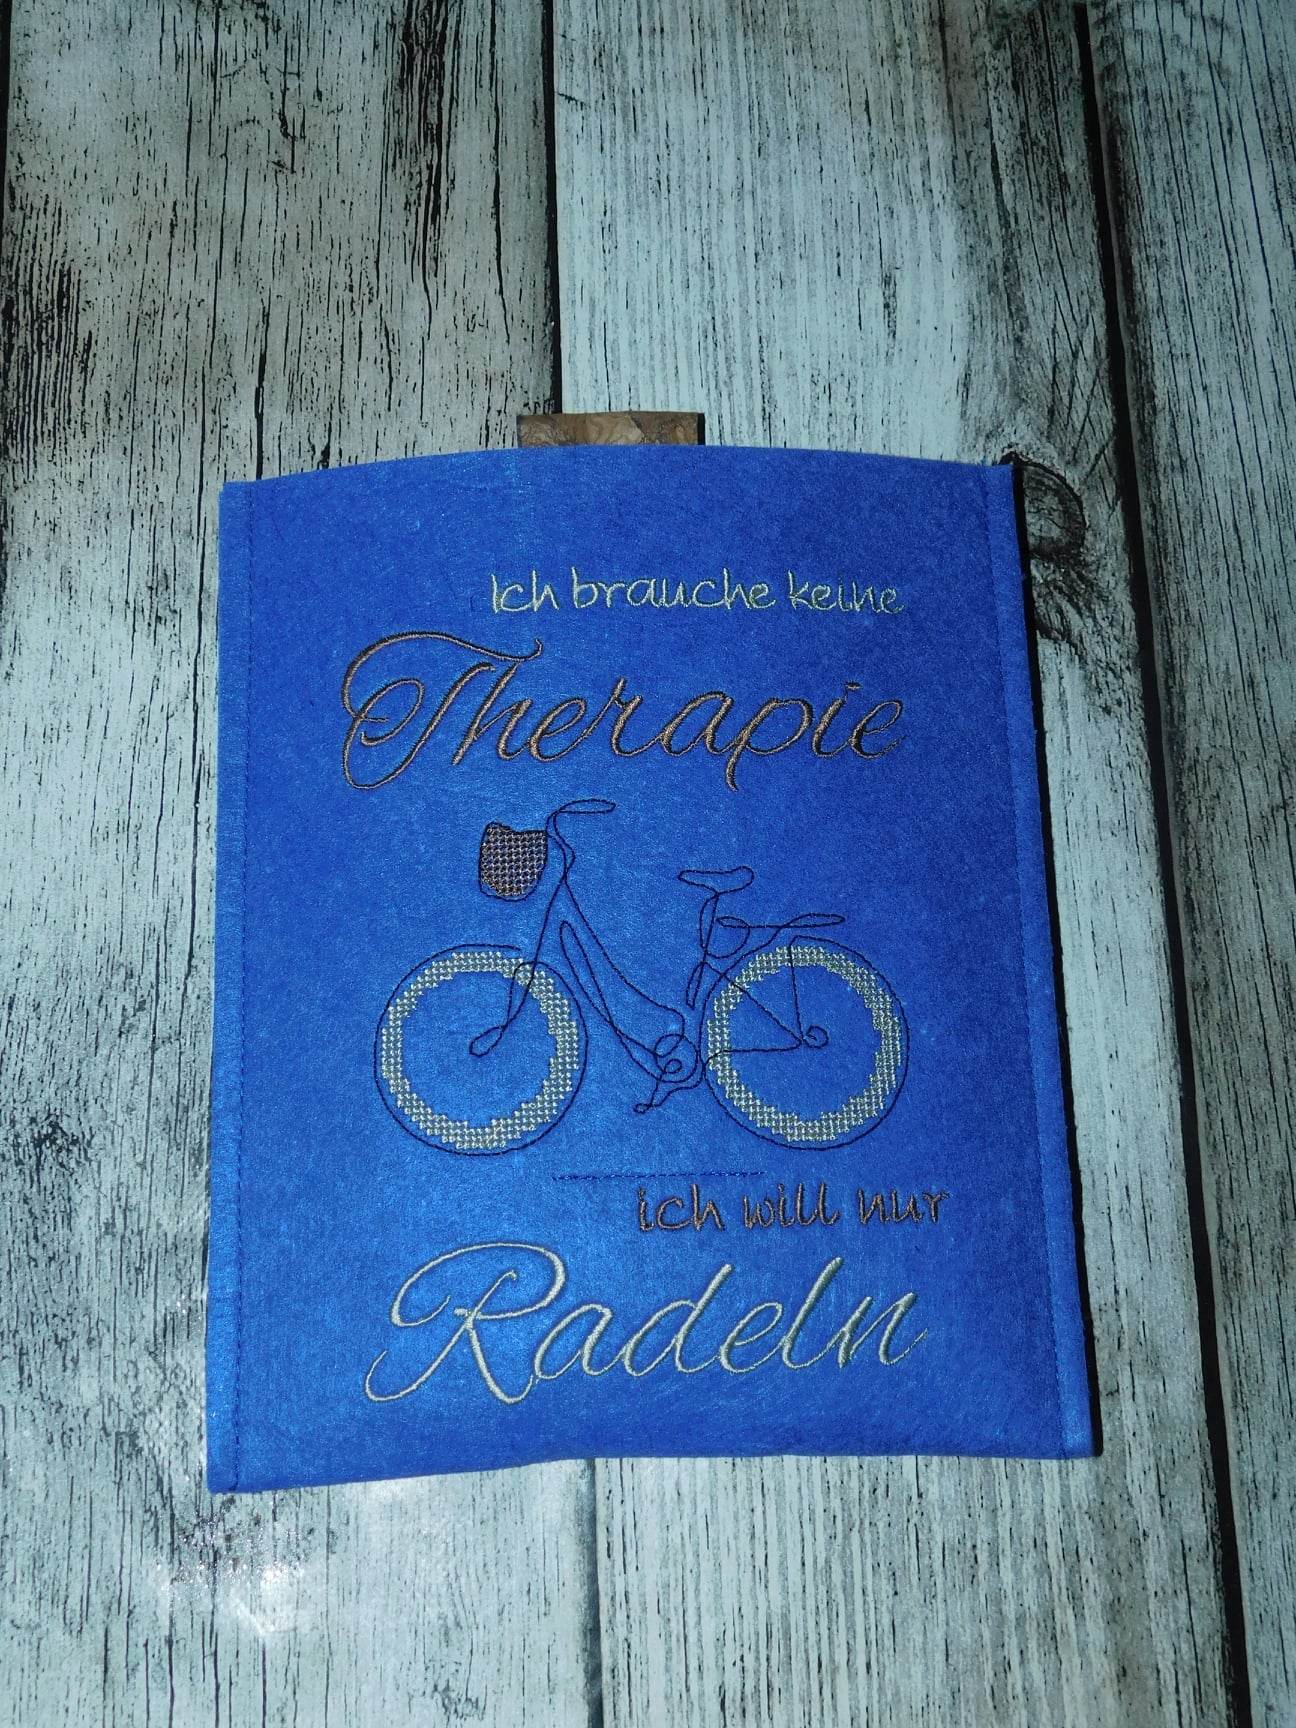 Ich brauche keine
Therapie
ich will nur
Radeln